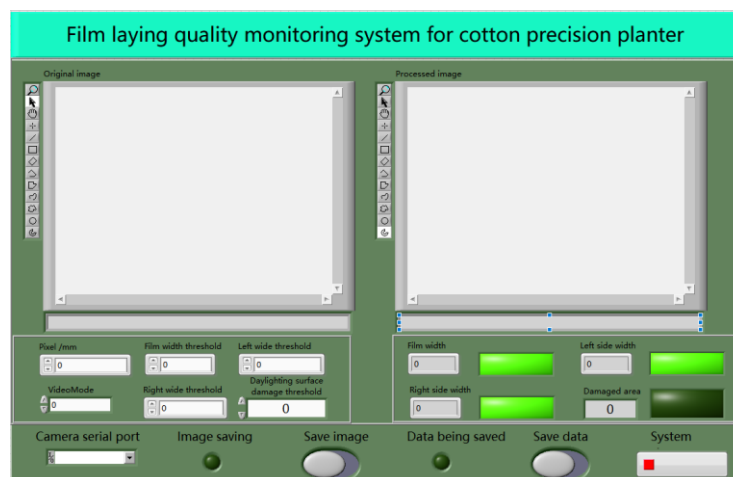 Film laying quality monitoring system for cotton precision planter
Original image
Processed image
Pixel /mm
0
Film width threshold
0
Left wide threshold
0
VideoMode
0
Right wide threshold
0
Daylighting surface
damage threshold
0
Film width
0
Left side width
0
Right side width
0
Damaged area
0
Camera serial port
Image saving
Save image
Data being saved
Save data
System